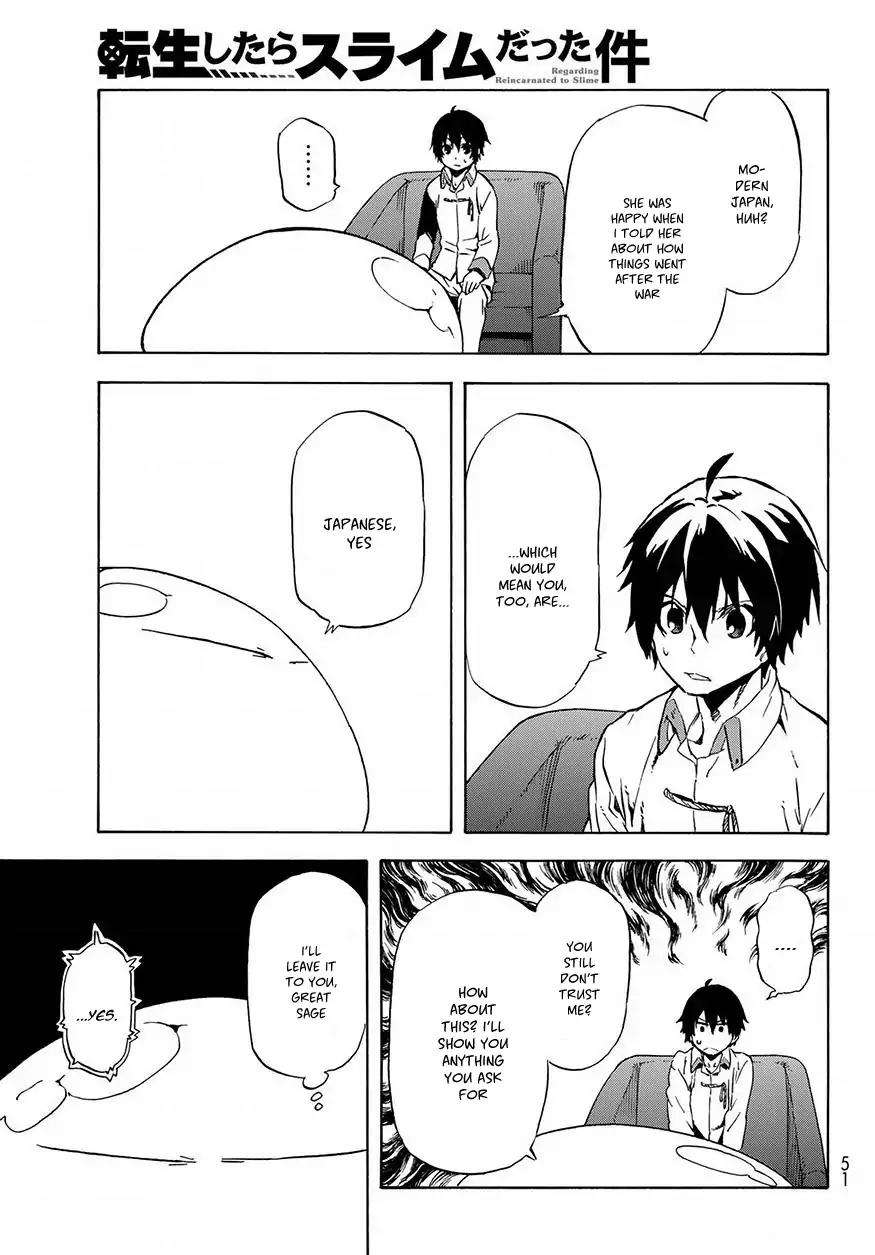 転生したらスライムだった件
Regarding
Reincarnated to Slime
MO-
DERN
JAPAN,
HUH?
SHE WAS
HAPPY WHEN
I TOLD HER
ABOUT HOW
THINGS WENT
AFTER THE
WAR
......
...WHICH
WOULD
MEAN YOU,
TOO, ARE...
JAPANESE,
YES
....
YOU
STILL
DON'T
TRUST
ME?
HOW
ABOUT
THIS? I'LL
SHOW YOU
ANYTHING
YOU ASK
FOR
I'LL
LEAVE IT
TO YOU,
GREAT
SAGE
...YES.
51